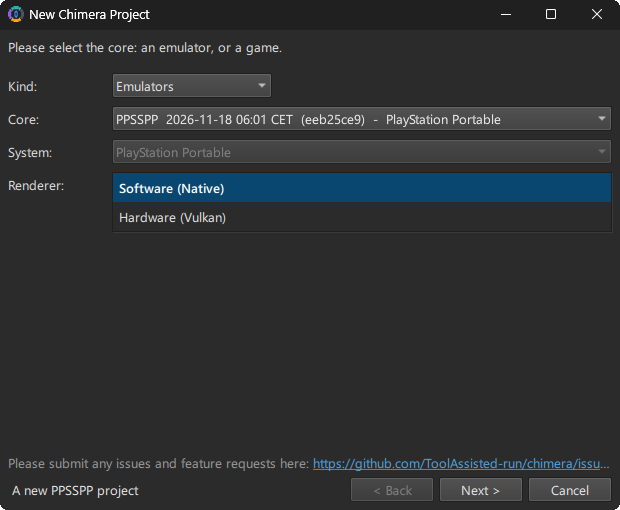 New Chimera Project
Please select the core: an emulator, or a game.
Kind: Emulators
Core: PPSSPP 2026-11-18 06:01 CET (eeb25ce9) - PlayStation Portable
System: PlayStation Portable
Renderer: Software (Native)
Hardware (Vulkan)
Please submit any issues and feature requests here: https://github.com/ToolAssisted-run/chimera/issu...
A new PPSSPP project < Back Next > Cancel